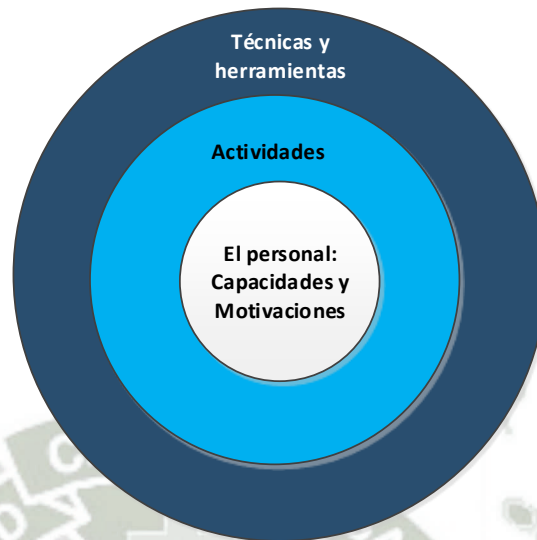 Técnicas y
herramientas
Actividades
El personal:
Capacidades y
Motivaciones